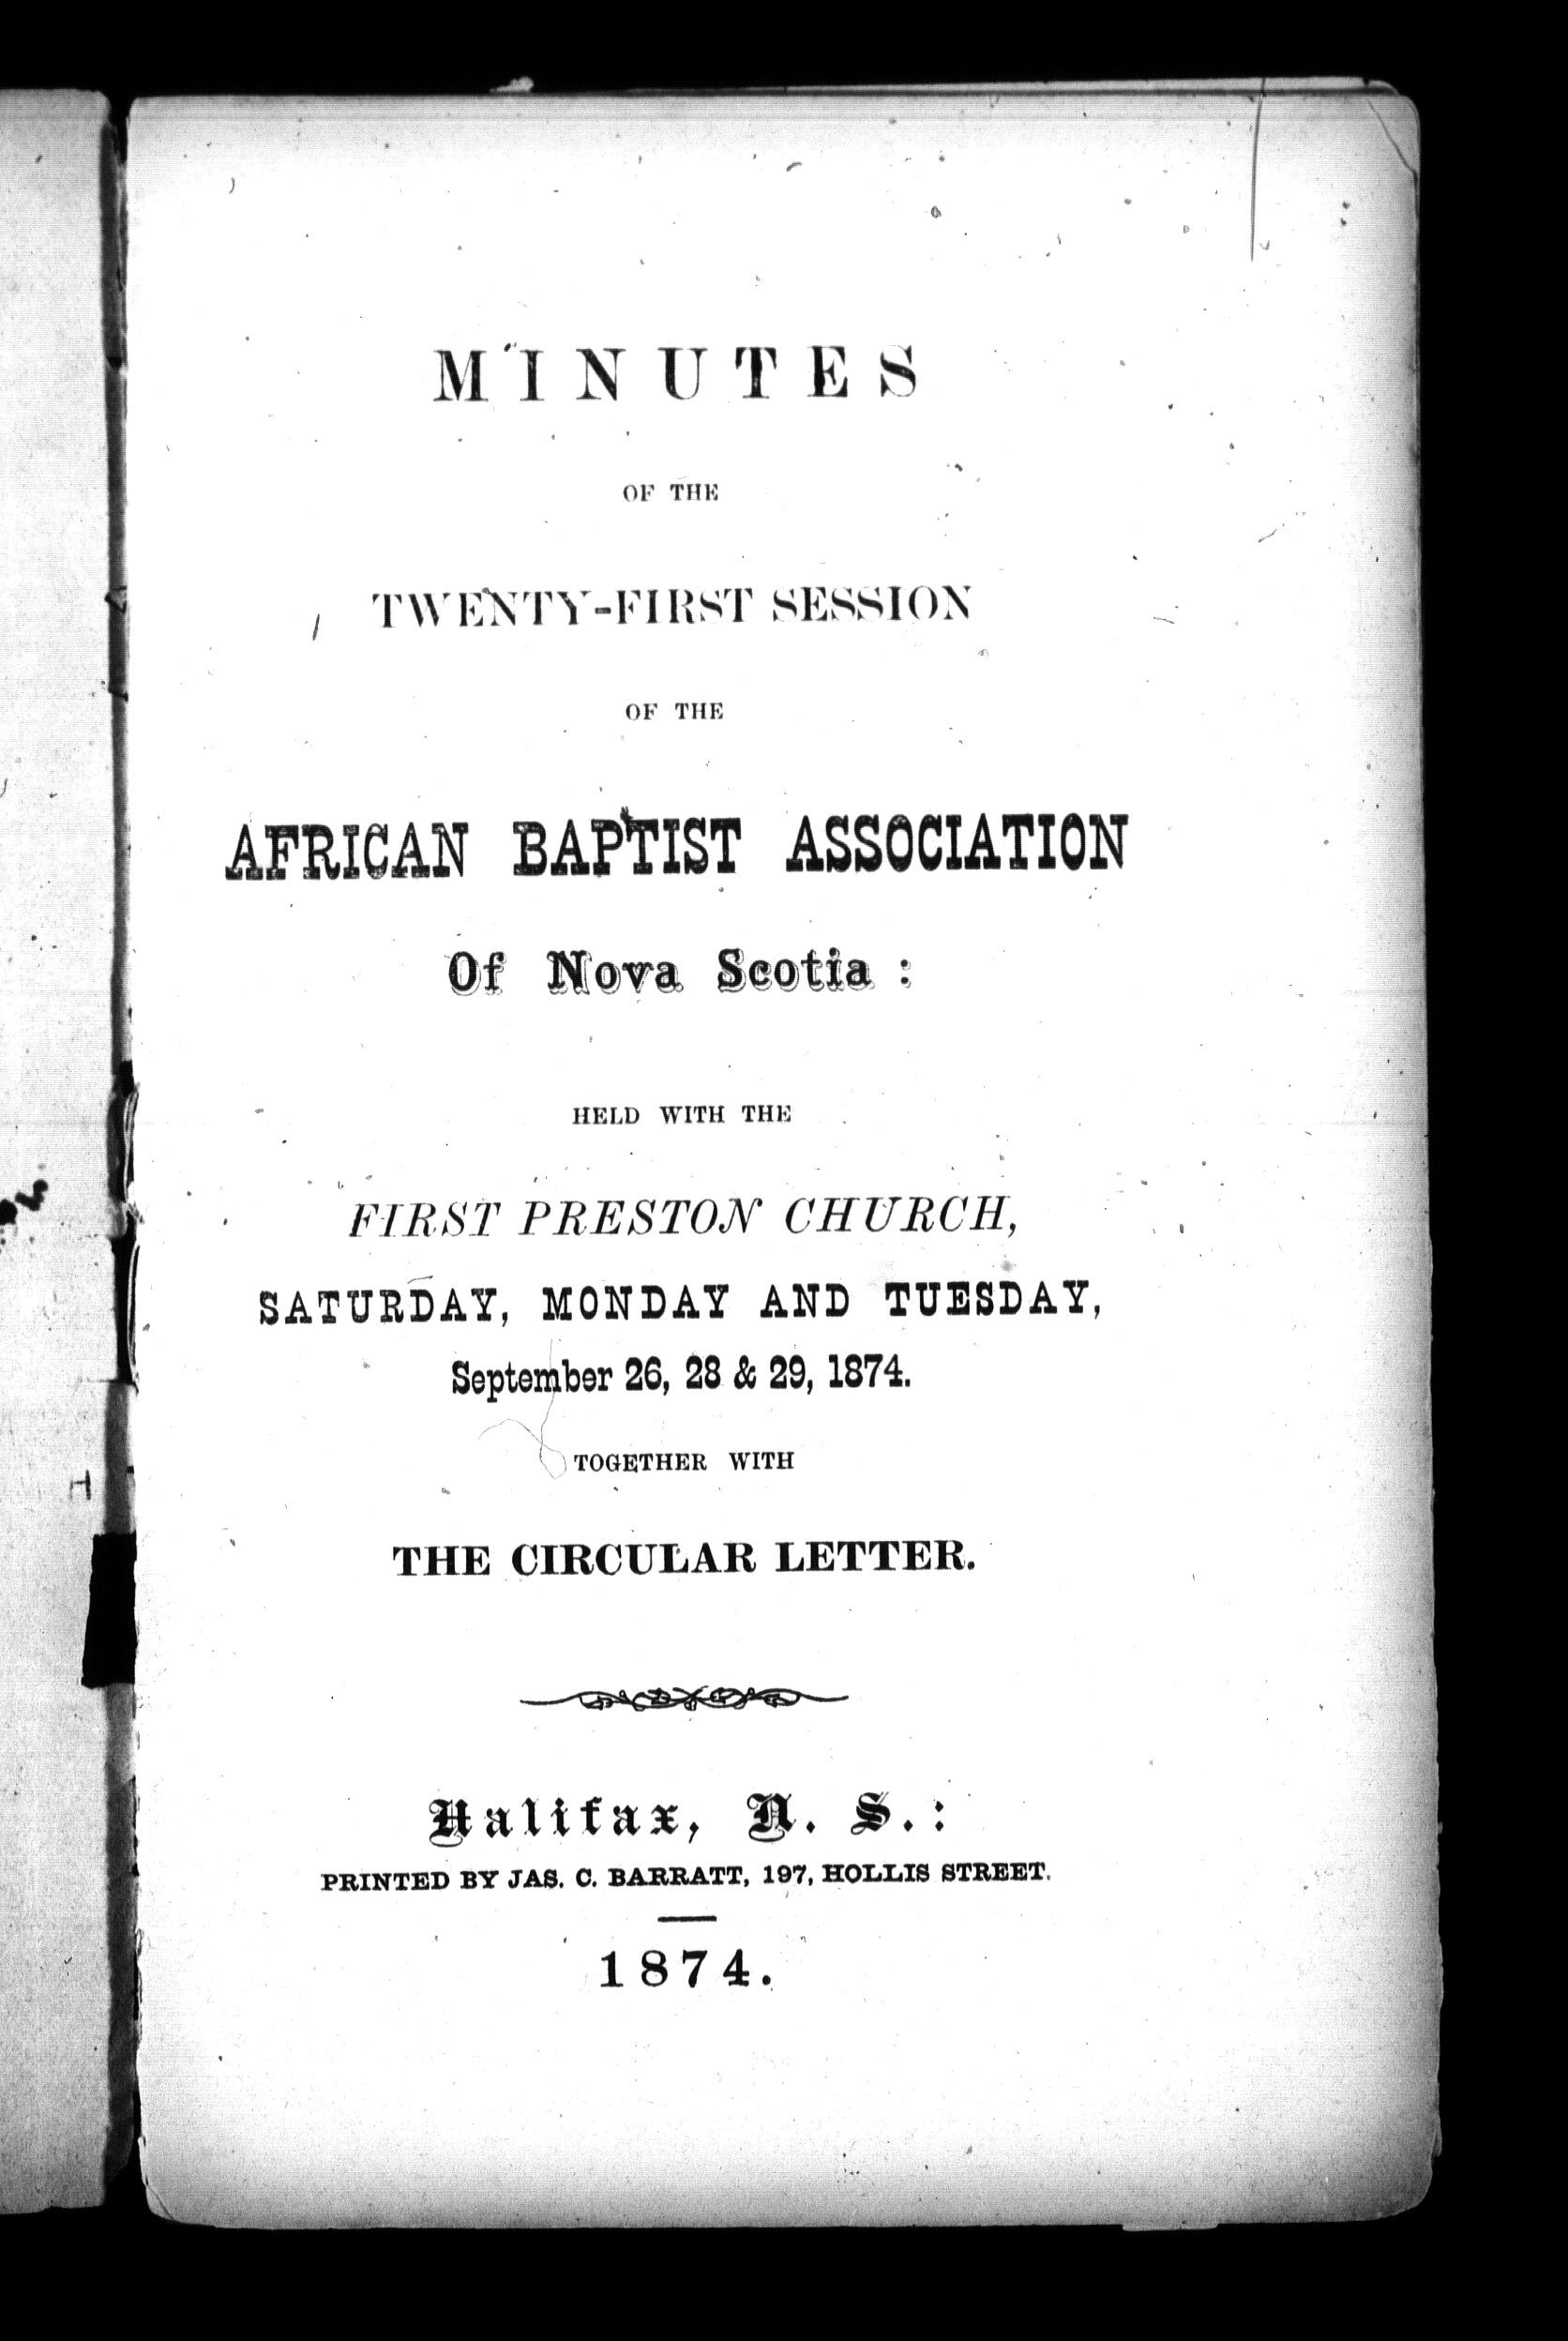 MINUTES
OF THE
TWENTY-FIRST SESSION
OF THE
AFRICAN BAPTIST ASSOCIATION
Of Nova Scotia :
HELD WITH THE
FIRST PRESTON CHURCH,
SATURDAY, MONDAY AND TUESDAY,
September 26, 28 & 29, 1874.
TOGETHER WITH
THE CIRCULAR LETTER.
Halifax, N. S.:
PRINTED BY JAS. C. BARRATT, 197, HOLLIS STREET.
1874.